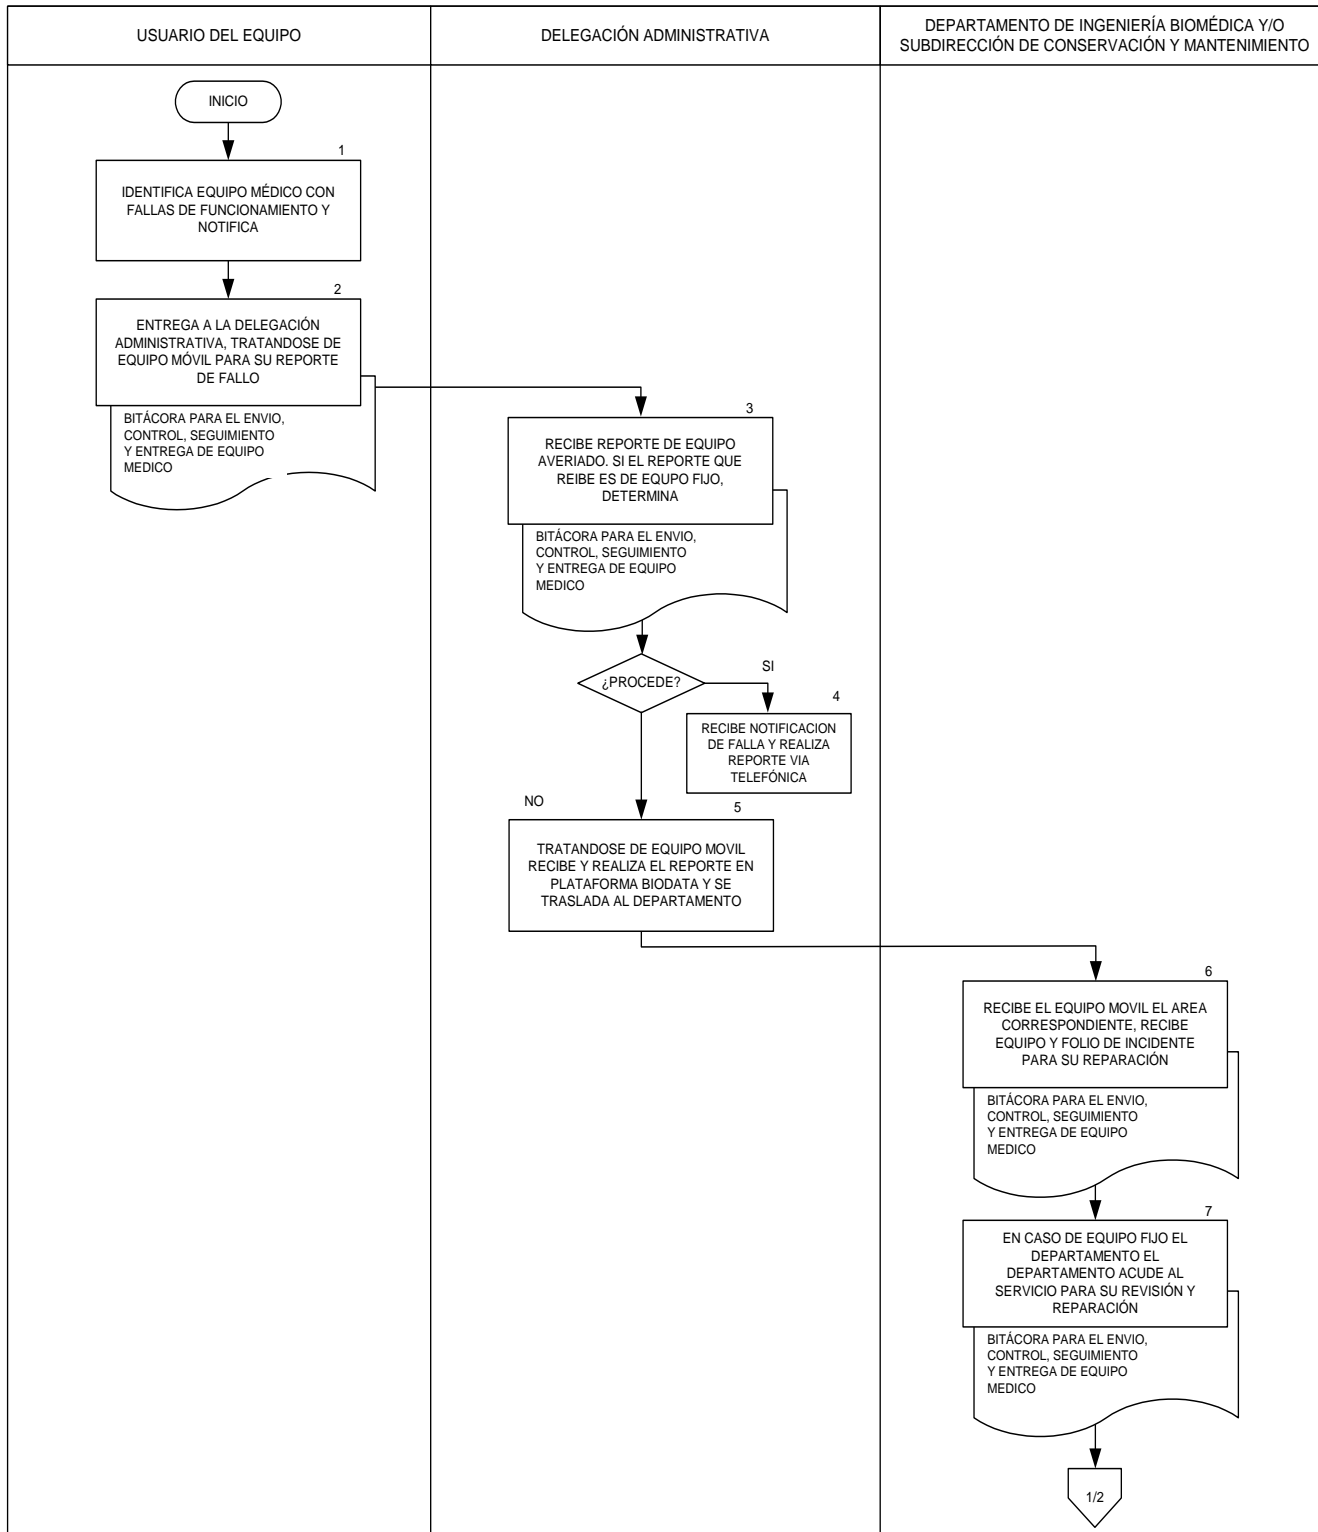 USUARIO DEL EQUIPO
DELEGACIÓN ADMINISTRATIVA
DEPARTAMENTO DE INGENIERÍA BIOMÉDICA Y/O
SUBDIRECCIÓN DE CONSERVACIÓN Y MANTENIMIENTO
INICIO
1
IDENTIFICA EQUIPO MÉDICO CON
FALLAS DE FUNCIONAMIENTO Y
NOTIFICA
2
ENTREGA A LA DELEGACIÓN
ADMINISTRATIVA, TRATANDOSE DE
EQUIPO MÓVIL PARA SU REPORTE
DE FALLO
BITÁCORA PARA EL ENVIO,
CONTROL, SEGUIMIENTO
Y ENTREGA DE EQUIPO
MEDICO
3
RECIBE REPORTE DE EQUIPO
AVERIADO. SI EL REPORTE QUE
REIBE ES DE EQUPO FIJO,
DETERMINA
BITÁCORA PARA EL ENVIO,
CONTROL, SEGUIMIENTO
Y ENTREGA DE EQUIPO
MEDICO
¿PROCEDE?
SI
4
RECIBE NOTIFICACION
DE FALLA Y REALIZA
REPORTE VIA
TELEFÓNICA
NO
5
TRATANDOSE DE EQUIPO MOVIL
RECIBE Y REALIZA EL REPORTE EN
PLATAFORMA BIODATA Y SE
TRASLADA AL DEPARTAMENTO
6
RECIBE EL EQUIPO MOVIL EL AREA
CORRESPONDIENTE, RECIBE
EQUIPO Y FOLIO DE INCIDENTE
PARA SU REPARACIÓN
BITÁCORA PARA EL ENVIO,
CONTROL, SEGUIMIENTO
Y ENTREGA DE EQUIPO
MEDICO
7
EN CASO DE EQUIPO FIJO EL
DEPARTAMENTO EL
DEPARTAMENTO ACUDE AL
SERVICIO PARA SU REVISIÓN Y
REPARACIÓN
BITÁCORA PARA EL ENVIO,
CONTROL, SEGUIMIENTO
Y ENTREGA DE EQUIPO
MEDICO
1/2